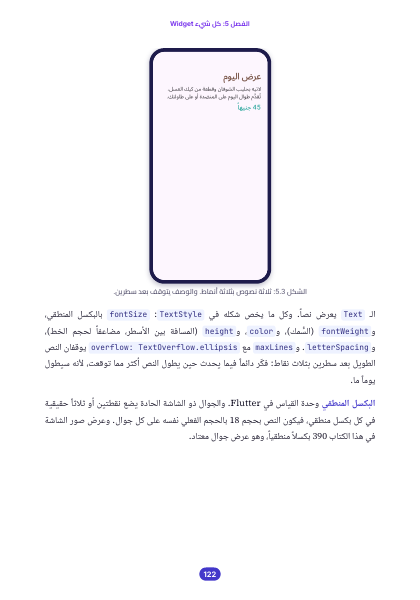 الفصل 5: كل شيء Widget
عرض اليوم
لاتيه بحليب الشوفان وقطعة من كيك العسل.
تُقدَّم طوال اليوم على المنضدة أو على طاولتك.
45 جنيهاً
الشكل 5.3: ثلاثة نصوص بثلاثة أنماط. والوصف يتوقف بعد سطرين.
الـ Text يعرض نصاً. وكل ما يخص شكله في TextStyle: fontSize بالبكسل المنطقي،
و fontWeight (السُّمك)، و color، و height (المسافة بين الأسطر، مضاعفاً لحجم الخط)،
و letterSpacing. و maxLines مع overflow: TextOverflow.ellipsis يوقفان النص
الطويل بعد سطرين بثلاث نقاط: فكّر دائماً فيما يحدث حين يطول النص أكثر مما توقعت، لأنه سيطول
يوماً ما.
البكسل المنطقي وحدة القياس في Flutter. والجوال ذو الشاشة الحادة يضع نقطتين أو ثلاثاً حقيقية
في كل بكسل منطقي، فيكون النص بحجم 18 بالحجم الفعلي نفسه على كل جوال. وعرض صور الشاشة
في هذا الكتاب 390 بكسلاً منطقياً، وهو عرض جوال معتاد.
122